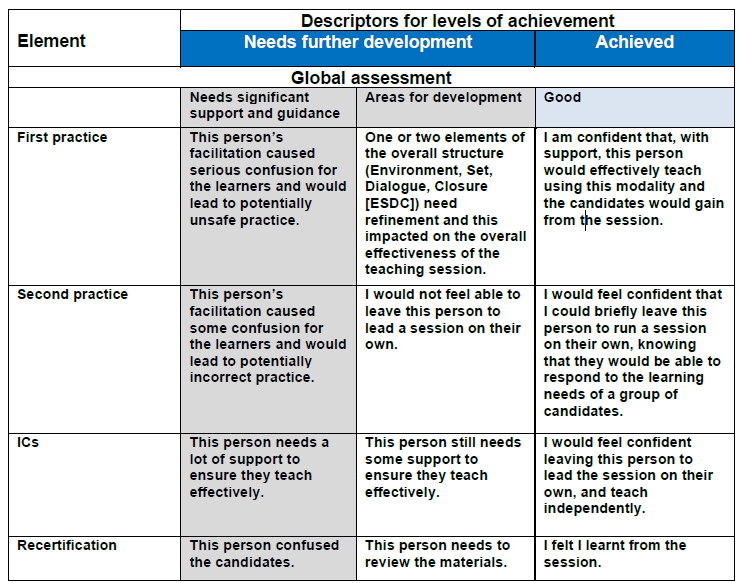 Element
Descriptors for levels of achievement
Needs further development
Achieved
Global assessment
Needs significant
support and guidance
Areas for development
Good
First practice
This person's
facilitation caused
serious confusion for
the learners and would
lead to potentially
unsafe practice.
One or two elements of
the overall structure
(Environment, Set,
Dialogue, Closure
[ESDC]) need
refinement and this
impacted on the overall
effectiveness of the
teaching session.
I am confident that, with
support, this person
would effectively teach
using this modality and
the candidates would gain
from the session.
Second practice
This person's
facilitation caused
some confusion for
the learners and would
lead to potentially
incorrect practice.
I would not feel able to
leave this person to
lead a session on their
own.
I would feel confident that
I could briefly leave this
person to run a session
on their own, knowing
that they would be able to
respond to the learning
needs of a group of
candidates.
ICs
This person needs a
lot of support to
ensure they teach
effectively.
This person still needs
some support to
ensure they teach
effectively.
I would feel confident
leaving this person to
lead the session on their
own, and teach
independently.
Recertification
This person confused
the candidates.
This person needs to
review the materials.
I felt I learnt from the
session.